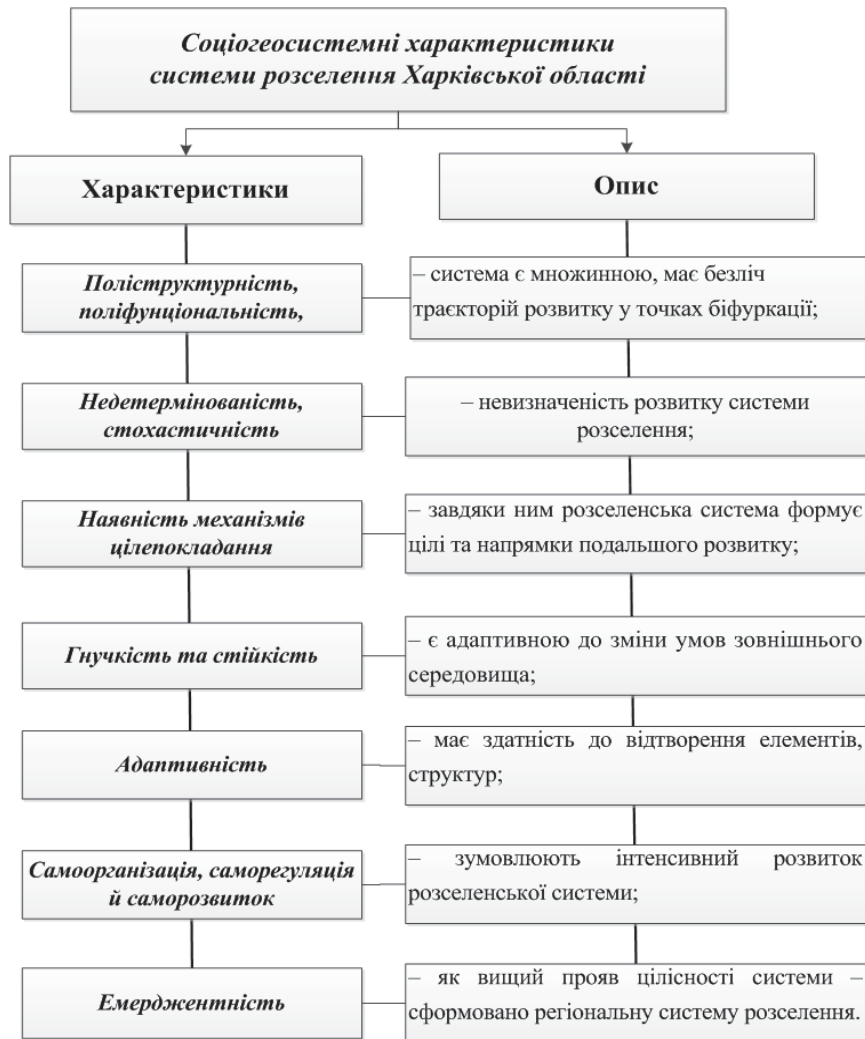 Соціогеосистемні характеристики
системи розселення Харківської області
Характеристики
Опис
Поліструктурність,
поліфунціональність,
– система є множинною, має безліч
траєкторій розвитку у точках біфуркації;
Недетермінованість,
стохастичність
– невизначеність розвитку системи
розселення;
Наявність механізмів
цілепокладання
– завдяки ним розселенська система формує
цілі та напрямки подальшого розвитку;
Гнучкість та стійкість
– є адаптивною до зміни умов зовнішнього
середовища;
Адаптивність
– має здатність до відтворення елементів,
структур;
Самоорганізація, саморегуляція
й саморозвиток
– зумовлюють інтенсивний розвиток
розселенської системи;
Емерджентність
– як вищий прояв цілісності системи –
сформовано регіональну систему розселення.